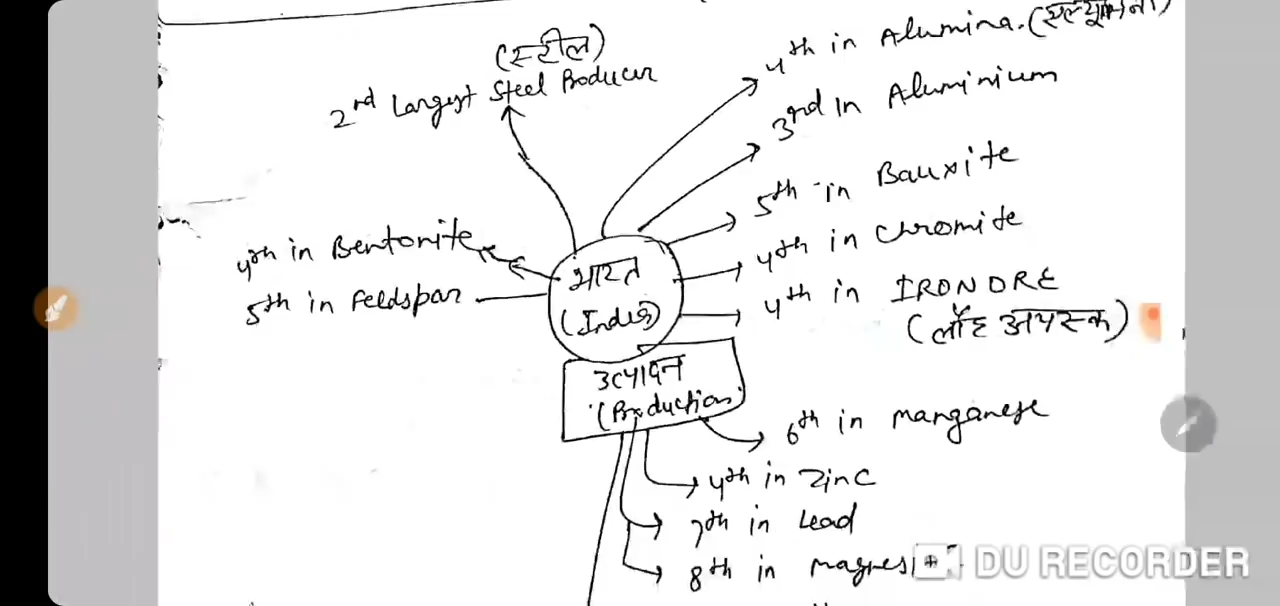 (स्टील)
2nd Largest Steel Producer
4th in Alumina. (एल्यूमिना)
3rd In Aluminium
5th in Bauxite
4th in Chromite
4th in IRONORE
(लौह अयस्क)
4th in Bentonite
5th in Feldspar
भारत
(India)
उत्पादन
(Production)
6th in manganese
4th in Zinc
7th in Lead
8th in
DU RECORDER